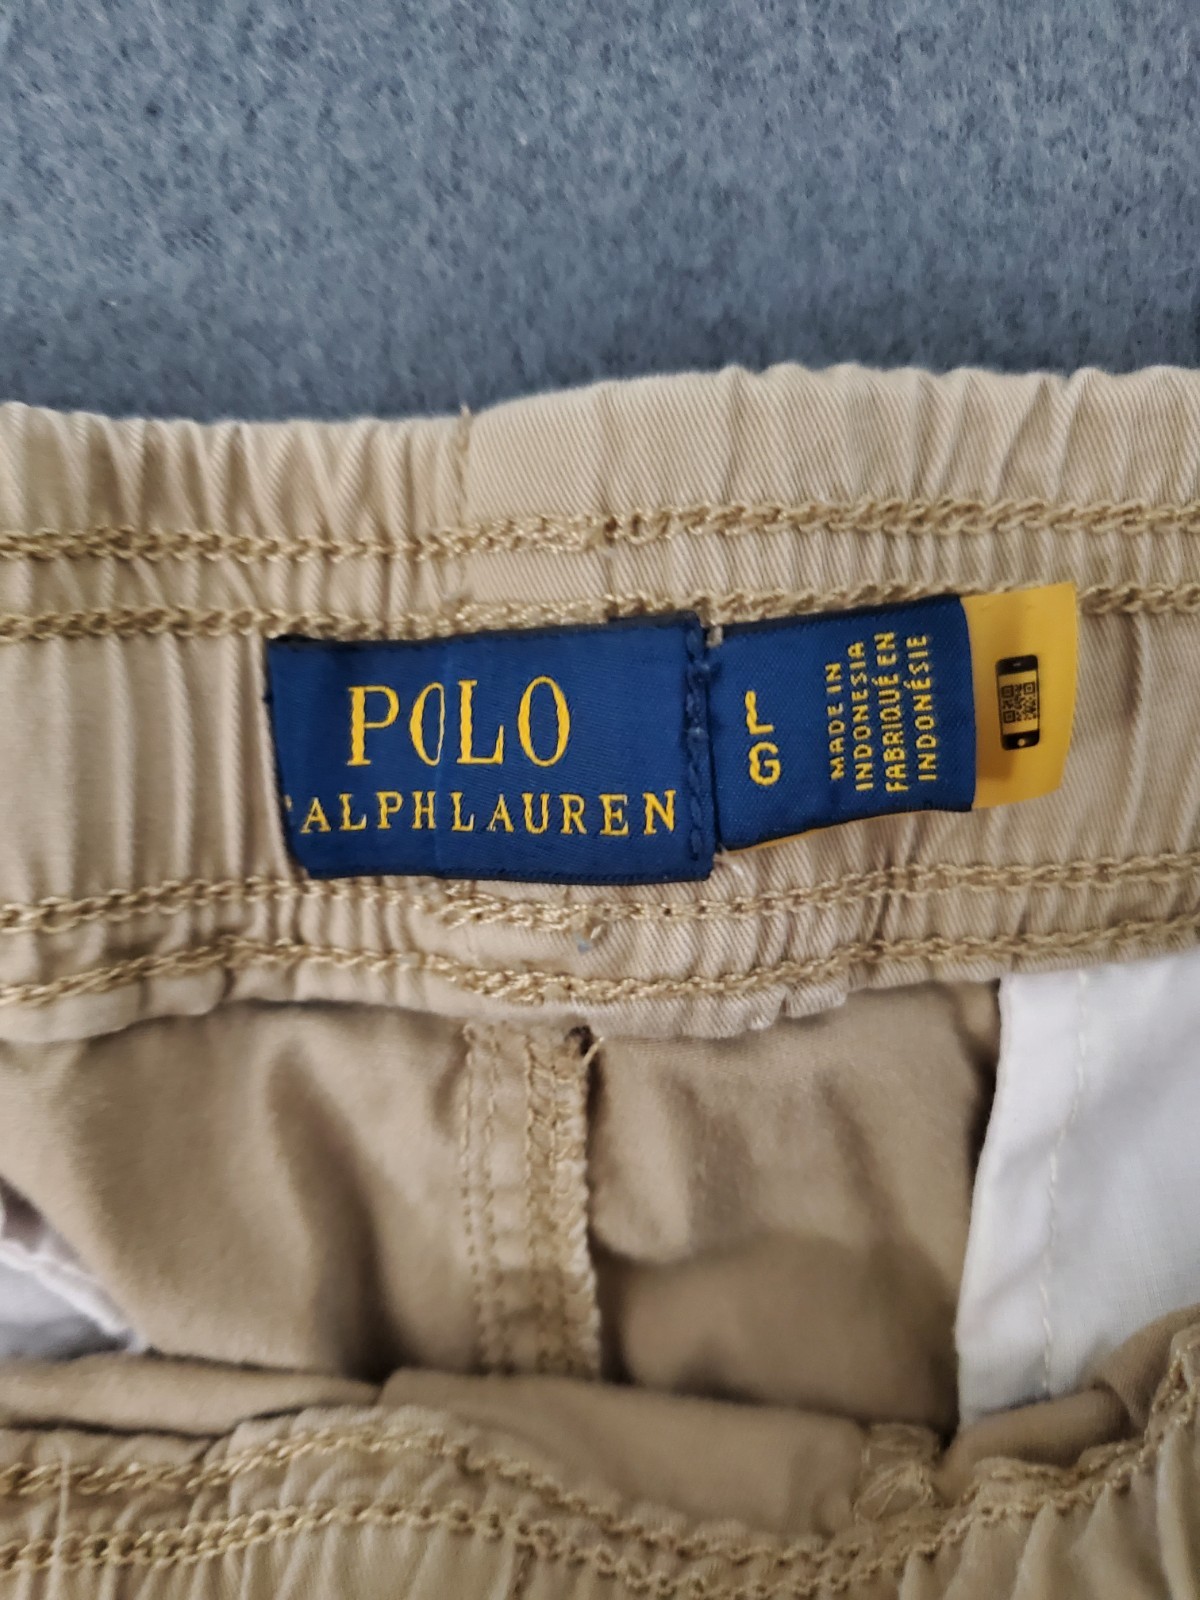 POLO
RALPH LAUREN
L
G
MADE IN
INDONESIA
FABRIQUÉ EN
INDONÉSIE